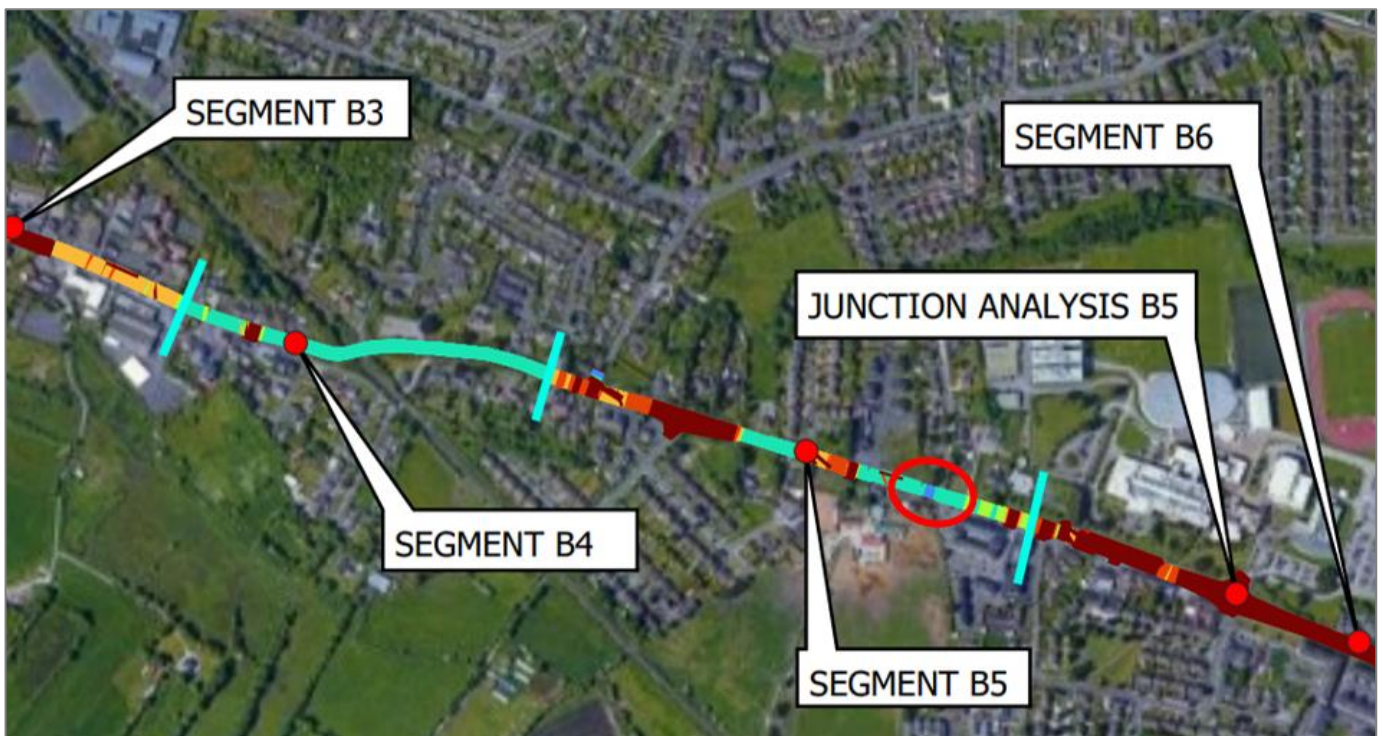 SEGMENT B3
SEGMENT B6
JUNCTION ANALYSIS B5
SEGMENT B4
SEGMENT B5